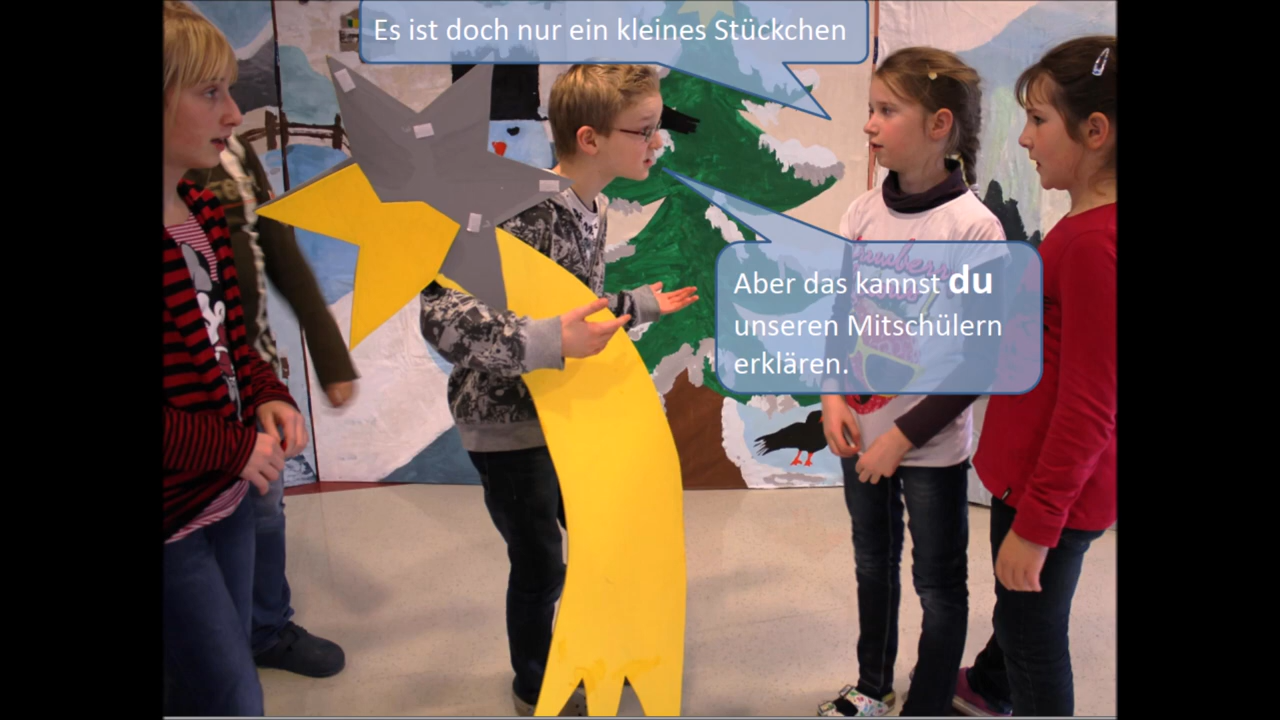 Es ist doch nur ein kleines Stückchen
Aber das kannst du
unseren Mitschülern
erklären.